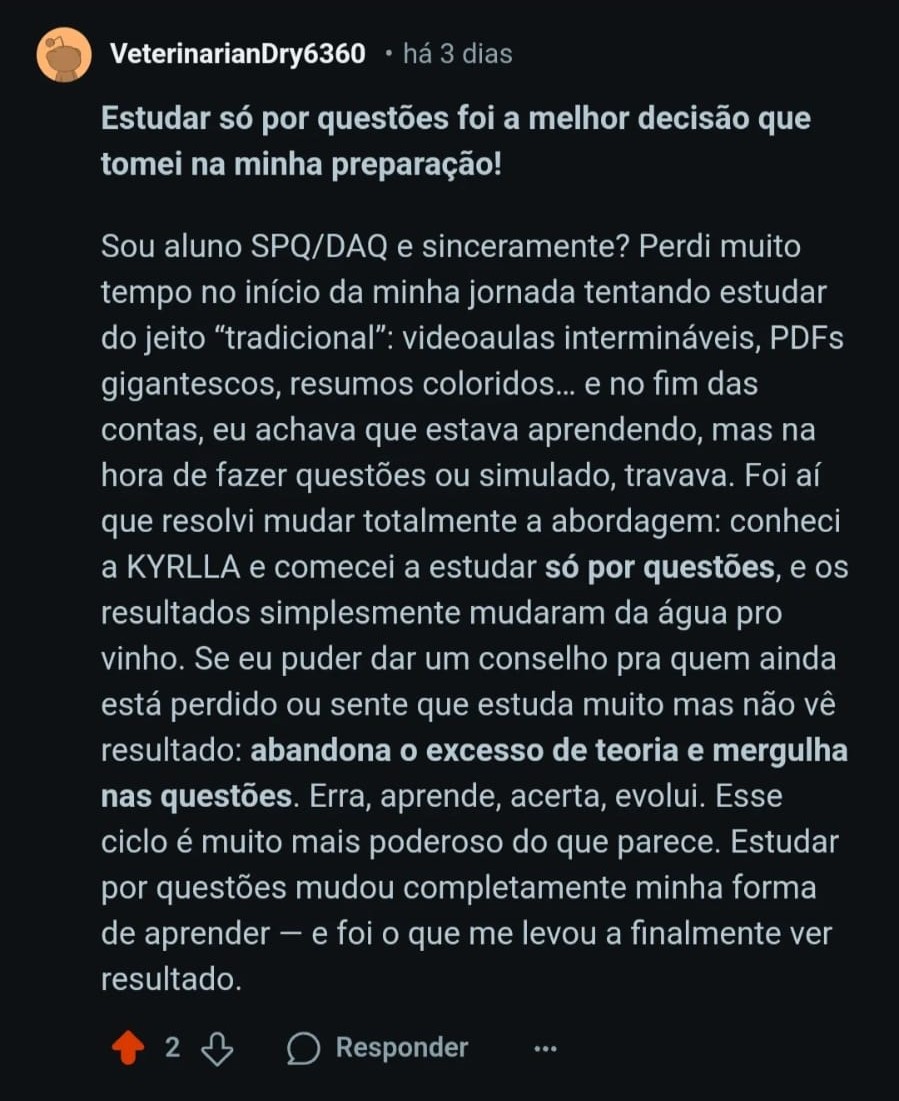 VeterinarianDry6360 • há 3 dias
Estudar só por questões foi a melhor decisão que
tomei na minha preparação!
Sou aluno SPQ/DAQ e sinceramente? Perdi muito
tempo no início da minha jornada tentando estudar
do jeito “tradicional”: videoaulas intermináveis, PDFs
gigantescos, resumos coloridos... e no fim das
contas, eu achava que estava aprendendo, mas na
hora de fazer questões ou simulado, travava. Foi aí
que resolvi mudar totalmente a abordagem: conheci
a KYRLLA e comecei a estudar só por questões, e os
resultados simplesmente mudaram da água pro
vinho. Se eu puder dar um conselho pra quem ainda
está perdido ou sente que estuda muito mas não vê
resultado: abandona o excesso de teoria e mergulha
nas questões. Erra, aprende, acerta, evolui. Esse
ciclo é muito mais poderoso do que parece. Estudar
por questões mudou completamente minha forma
de aprender — e foi o que me levou a finalmente ver
resultado.
2 Responder ...